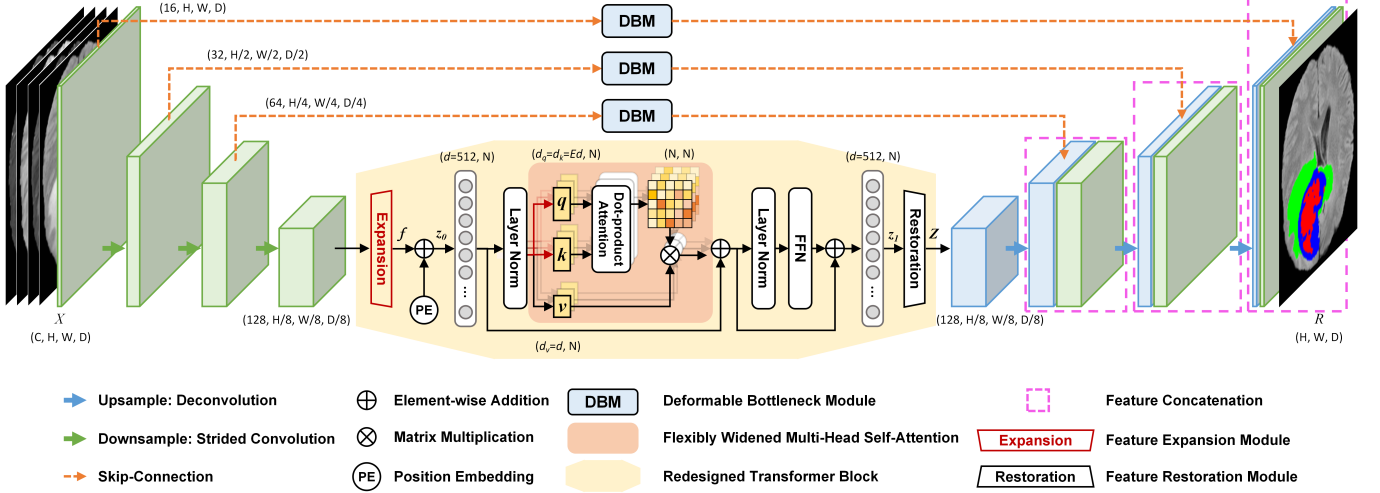 (16, H, W, D)
DBM
(32, H/2, W/2, D/2)
DBM
(64, H/4, W/4, D/4)
DBM
(d=512, N)
(dq=dk=Ed, N)
(N, N)
(d=512, N)
Expansion
f
z0
PE
...
Layer Norm
q
k
v
Dot-product
Attention
Layer Norm
FFN
...
z1
Restoration
Z
X
(C, H, W, D)
(128, H/8, W/8, D/8)
(dv=d, N)
(128, H/8, W/8, D/8)
R
(H, W, D)
Upsample: Deconvolution
Element-wise Addition
DBM
Deformable Bottleneck Module
Feature Concatenation
Downsample: Strided Convolution
Matrix Multiplication
Flexibly Widened Multi-Head Self-Attention
Expansion
Feature Expansion Module
Skip-Connection
PE
Position Embedding
Redesigned Transformer Block
Restoration
Feature Restoration Module